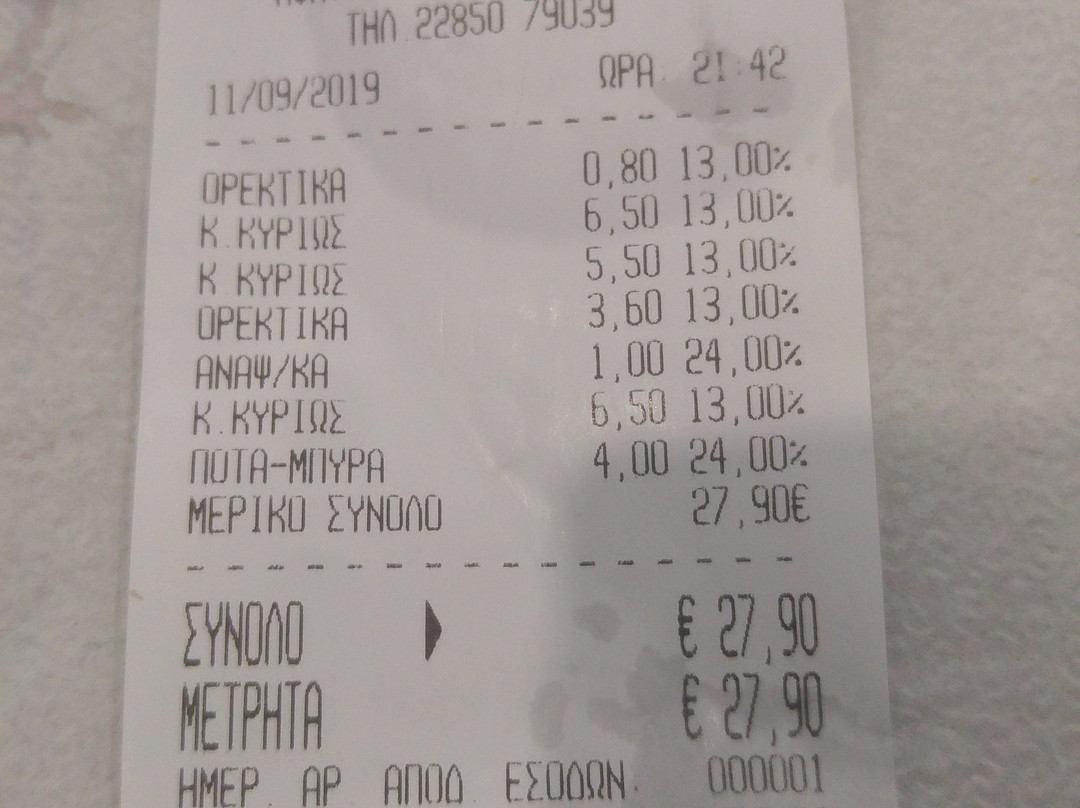 ΤΗΛ.22850 79039
11/09/2019 ΩΡΑ. 21:42
ΟΡΕΚΤΙΚΑ 0,80 13,00%
Κ.ΚΥΡΙΩΣ 6,50 13,00%
Κ ΚΥΡΙΩΣ 5,50 13,00%
ΟΡΕΚΤΙΚΑ 3,60 13,00%
ΑΝΑΨ/ΚΑ 1,00 24,00%
Κ.ΚΥΡΙΩΣ 6,50 13,00%
ΠΟΤΑ-ΜΠΥΡΑ 4,00 24,00%
ΜΕΡΙΚΟ ΣΥΝΟΛΟ 27,90€
ΣΥΝΟΛΟ € 27,90
ΜΕΤΡΗΤΑ € 27,90
ΗΜΕΡ. ΑΡ ΑΠΟΔ ΕΣΟΔΩΝ. 000001